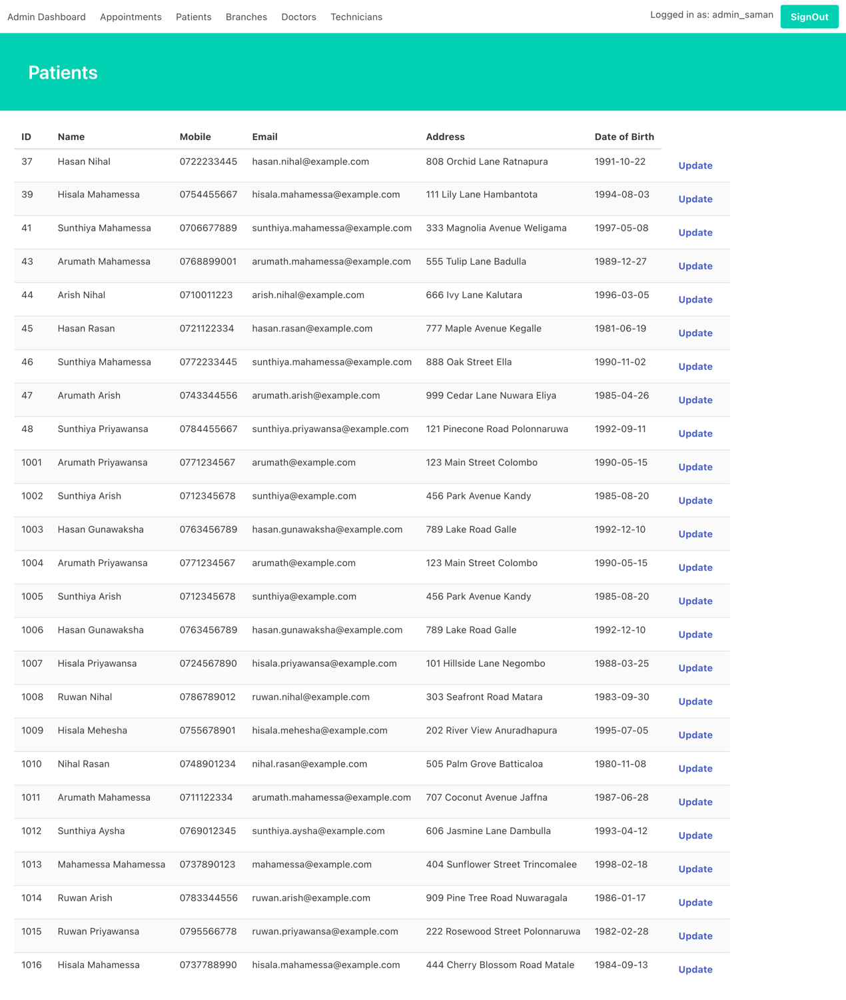 Admin Dashboard Appointments Patients Branches Doctors Technicians Logged in as: admin_saman SignOut
Patients
ID Name Mobile Email Address Date of Birth
37 Hasan Nihal 0722233445 hasan.nihal@example.com 808 Orchid Lane Ratnapura 1991-10-22 Update
39 Hisala Mahamessa 0754455667 hisala.mahamessa@example.com 111 Lily Lane Hambantota 1994-08-03 Update
41 Sunthiya Mahamessa 0706677889 sunthiya.mahamessa@example.com 333 Magnolia Avenue Weligama 1997-05-08 Update
43 Arumath Mahamessa 0768899001 arumath.mahamessa@example.com 555 Tulip Lane Badulla 1989-12-27 Update
44 Arish Nihal 0710011223 arish.nihal@example.com 666 Ivy Lane Kalutara 1996-03-05 Update
45 Hasan Rasan 0721122334 hasan.rasan@example.com 777 Maple Avenue Kegalle 1981-06-19 Update
46 Sunthiya Mahamessa 0772233445 sunthiya.mahamessa@example.com 888 Oak Street Ella 1990-11-02 Update
47 Arumath Arish 0743344556 arumath.arish@example.com 999 Cedar Lane Nuwara Eliya 1985-04-26 Update
48 Sunthiya Priyawansa 0784455667 sunthiya.priyawansa@example.com 121 Pinecone Road Polonnaruwa 1992-09-11 Update
1001 Arumath Priyawansa 0771234567 arumath@example.com 123 Main Street Colombo 1990-05-15 Update
1002 Sunthiya Arish 0712345678 sunthiya@example.com 456 Park Avenue Kandy 1985-08-20 Update
1003 Hasan Gunawaksha 0763456789 hasan.gunawaksha@example.com 789 Lake Road Galle 1992-12-10 Update
1004 Arumath Priyawansa 0771234567 arumath@example.com 123 Main Street Colombo 1990-05-15 Update
1005 Sunthiya Arish 0712345678 sunthiya@example.com 456 Park Avenue Kandy 1985-08-20 Update
1006 Hasan Gunawaksha 0763456789 hasan.gunawaksha@example.com 789 Lake Road Galle 1992-12-10 Update
1007 Hisala Priyawansa 0724567890 hisala.priyawansa@example.com 101 Hillside Lane Negombo 1988-03-25 Update
1008 Ruwan Nihal 0786789012 ruwan.nihal@example.com 303 Seafront Road Matara 1983-09-30 Update
1009 Hisala Mehesha 0755678901 hisala.mehesha@example.com 202 River View Anuradhapura 1995-07-05 Update
1010 Nihal Rasan 0748901234 nihal.rasan@example.com 505 Palm Grove Batticaloa 1980-11-08 Update
1011 Arumath Mahamessa 0711122334 arumath.mahamessa@example.com 707 Coconut Avenue Jaffna 1987-06-28 Update
1012 Sunthiya Aysha 0769012345 sunthiya.aysha@example.com 606 Jasmine Lane Dambulla 1993-04-12 Update
1013 Mahamessa Mahamessa 0737890123 mahamessa@example.com 404 Sunflower Street Trincomalee 1998-02-18 Update
1014 Ruwan Arish 0783344556 ruwan.arish@example.com 909 Pine Tree Road Nuwaragala 1986-01-17 Update
1015 Ruwan Priyawansa 0795566778 ruwan.priyawansa@example.com 222 Rosewood Street Polonnaruwa 1982-02-28 Update
1016 Hisala Mahamessa 0737788990 hisala.mahamessa@example.com 444 Cherry Blossom Road Matale 1984-09-13 Update